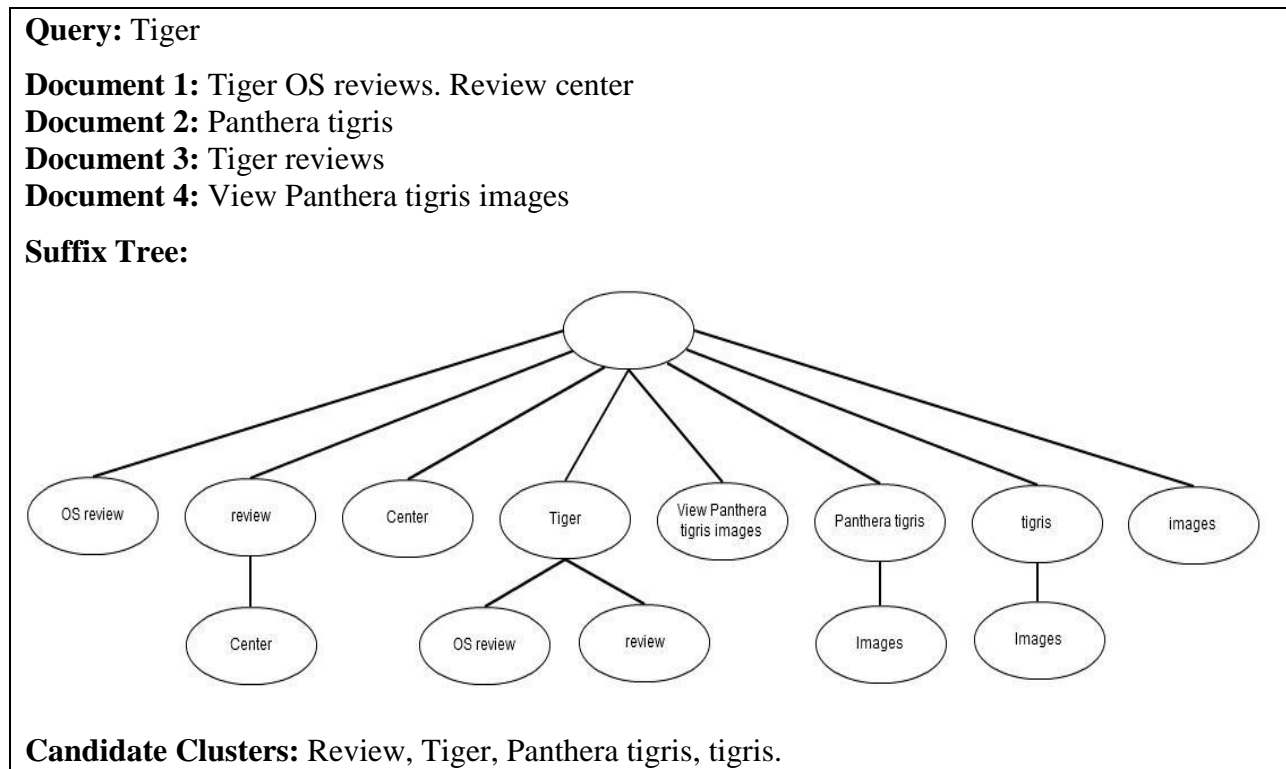 Query: Tiger
Document 1: Tiger OS reviews. Review center
Document 2: Panthera tigris
Document 3: Tiger reviews
Document 4: View Panthera tigris images
Suffix Tree:
OS review
review
Center
Tiger
View Panthera
tigris images
Panthera tigris
tigris
images
Center
OS review
review
Images
Images
Candidate Clusters: Review, Tiger, Panthera tigris, tigris.